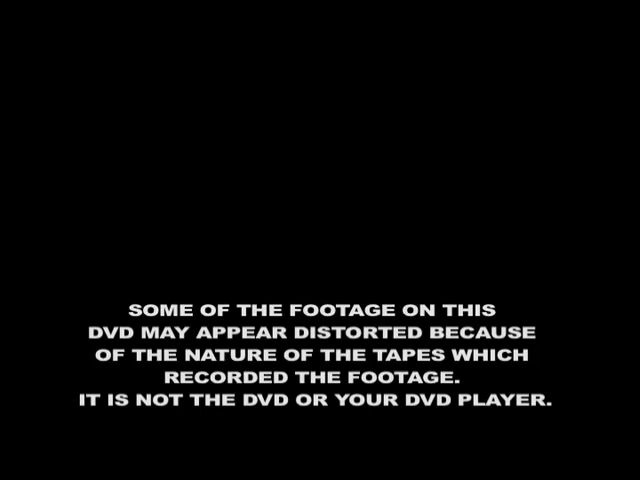 SOME OF THE FOOTAGE ON THIS
DVD MAY APPEAR DISTORTED BECAUSE
OF THE NATURE OF THE TAPES WHICH
RECORDED THE FOOTAGE.
IT IS NOT THE DVD OR YOUR DVD PLAYER.